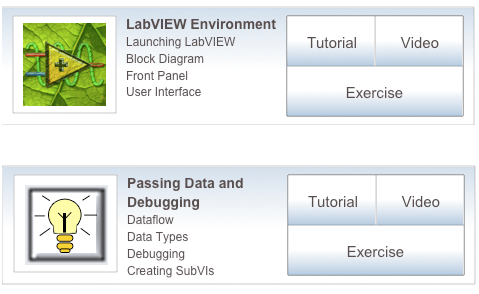 LabVIEW Environment
Launching LabVIEW
Block Diagram
Front Panel
User Interface
Tutorial
Video
Exercise
Passing Data and
Debugging
Dataflow
Data Types
Debugging
Creating SubVIs
Tutorial
Video
Exercise